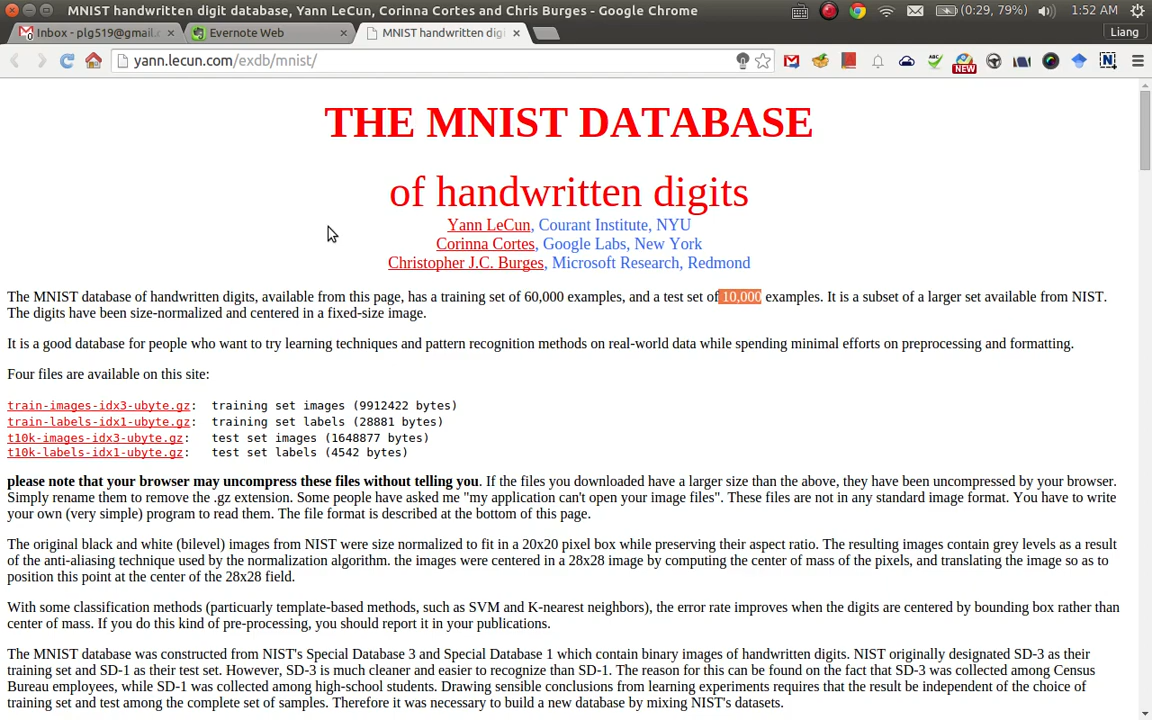 MNIST handwritten digit database, Yann LeCun, Corinna Cortes and Chris Burges - Google Chrome
(0:29, 79%)
1:52 AM
Inbox - plg519@gmail.c
Evernote Web
MNIST handwritten digi
Liang
yann.lecun.com/exdb/mnist/
NEW
THE MNIST DATABASE
of handwritten digits
Yann LeCun, Courant Institute, NYU
Corinna Cortes, Google Labs, New York
Christopher J.C. Burges, Microsoft Research, Redmond
The MNIST database of handwritten digits, available from this page, has a training set of 60,000 examples, and a test set of 10,000 examples. It is a subset of a larger set available from NIST.
The digits have been size-normalized and centered in a fixed-size image.
It is a good database for people who want to try learning techniques and pattern recognition methods on real-world data while spending minimal efforts on preprocessing and formatting.
Four files are available on this site:
train-images-idx3-ubyte.gz: training set images (9912422 bytes)
train-labels-idx1-ubyte.gz: training set labels (28881 bytes)
t10k-images-idx3-ubyte.gz: test set images (1648877 bytes)
t10k-labels-idx1-ubyte.gz: test set labels (4542 bytes)
please note that your browser may uncompress these files without telling you. If the files you downloaded have a larger size than the above, they have been uncompressed by your browser.
Simply rename them to remove the .gz extension. Some people have asked me "my application can't open your image files". These files are not in any standard image format. You have to write
your own (very simple) program to read them. The file format is described at the bottom of this page.
The original black and white (bilevel) images from NIST were size normalized to fit in a 20x20 pixel box while preserving their aspect ratio. The resulting images contain grey levels as a result
of the anti-aliasing technique used by the normalization algorithm. the images were centered in a 28x28 image by computing the center of mass of the pixels, and translating the image so as to
position this point at the center of the 28x28 field.
With some classification methods (particuarly template-based methods, such as SVM and K-nearest neighbors), the error rate improves when the digits are centered by bounding box rather than
center of mass. If you do this kind of pre-processing, you should report it in your publications.
The MNIST database was constructed from NIST's Special Database 3 and Special Database 1 which contain binary images of handwritten digits. NIST originally designated SD-3 as their
training set and SD-1 as their test set. However, SD-3 is much cleaner and easier to recognize than SD-1. The reason for this can be found on the fact that SD-3 was collected among Census
Bureau employees, while SD-1 was collected among high-school students. Drawing sensible conclusions from learning experiments requires that the result be independent of the choice of
training set and test among the complete set of samples. Therefore it was necessary to build a new database by mixing NIST's datasets.